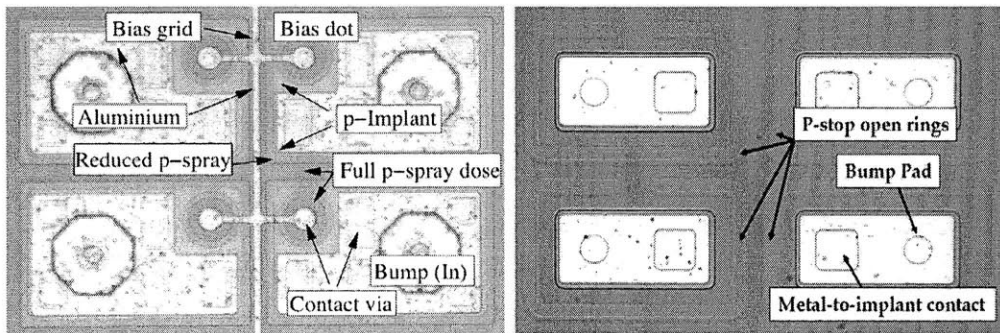 Bias grid
Bias dot
Aluminium
p-Implant
Reduced p-spray
Full p-spray dose
Bump (In)
Contact via
P-stop open rings
Bump Pad
Metal-to-implant contact